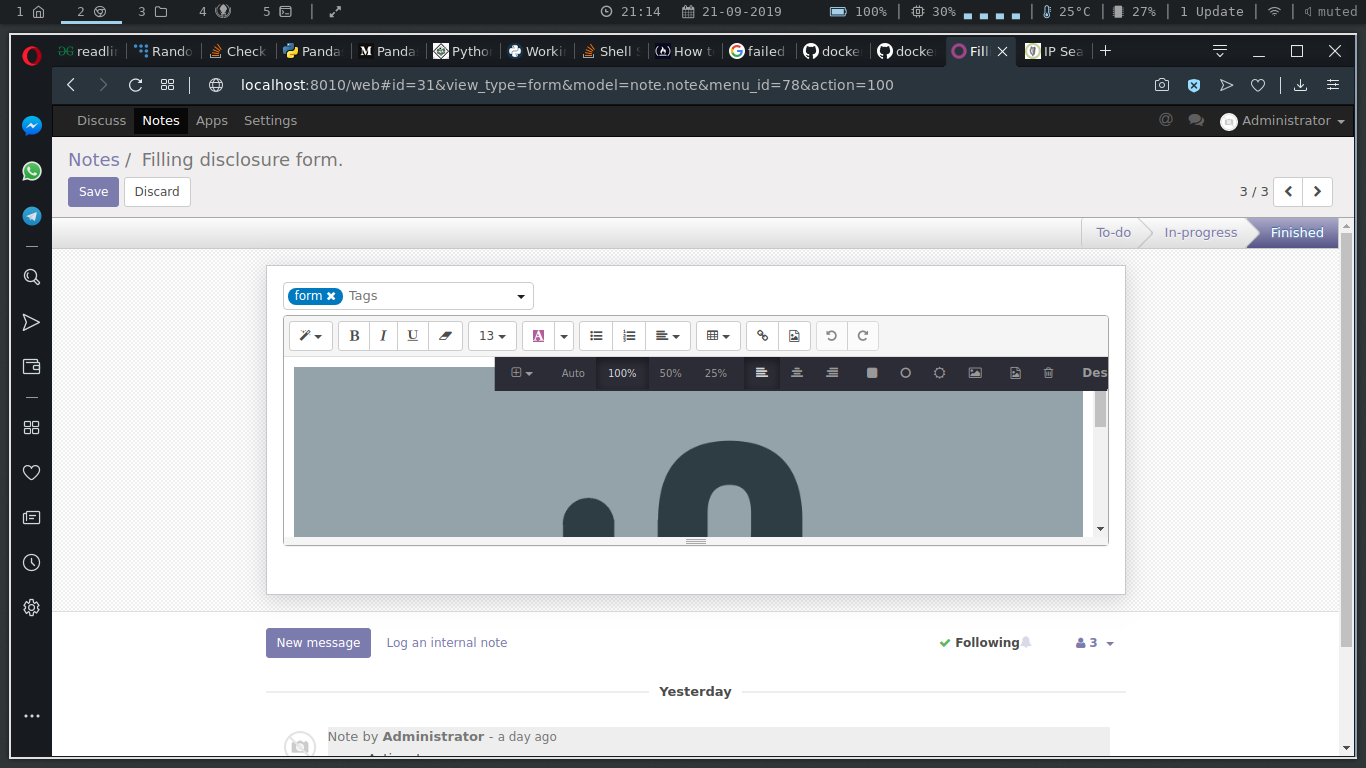 1 2 3 4 5 21:14 21-09-2019 100% 30% 25°C 27% 1 Update muted
readli Rando Check Panda Panda Pytho Worki Shell S How t failed docke docke Fill IP Sea
localhost:8010/web#id=31&view_type=form&model=note.note&menu_id=78&action=100
Discuss Notes Apps Settings @ Administrator
Notes / Filling disclosure form.
Save Discard 3 / 3
To-do In-progress Finished
form Tags
B I U 13 A
Auto 100% 50% 25% Des
New message Log an internal note Following 3
Yesterday
Note by Administrator - a day ago